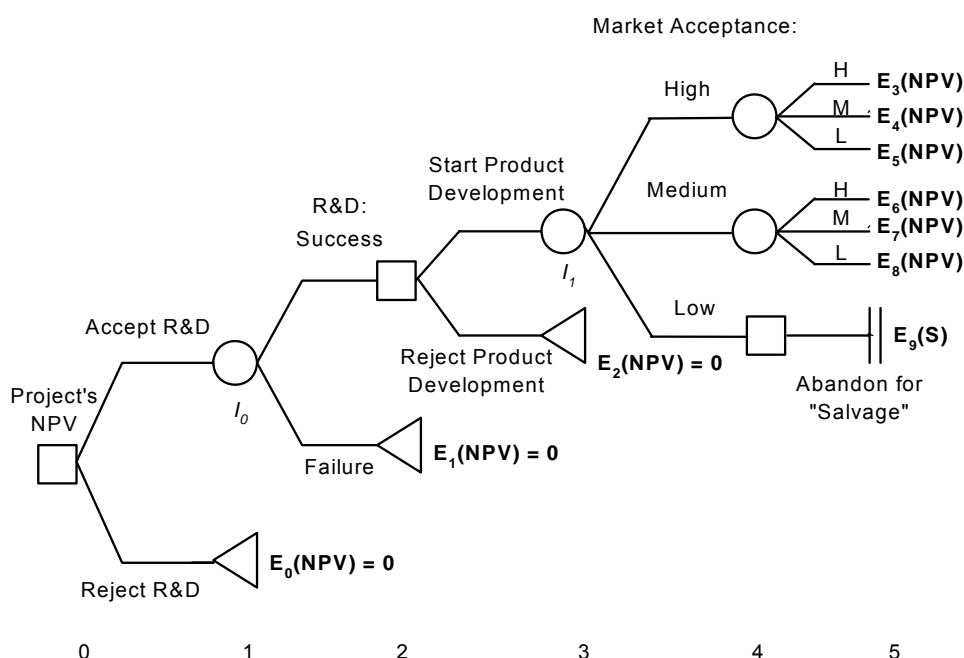 Market Acceptance:
High
H
E₃(NPV)
M
E₄(NPV)
L
E₅(NPV)
Start Product
Development
I₁
Medium
H
E₆(NPV)
M
E₇(NPV)
L
E₈(NPV)
R&D:
Success
Low
E₉(S)
Abandon for
"Salvage"
Reject Product
Development
E₂(NPV) = 0
Accept R&D
I₀
Project's
NPV
Failure
E₁(NPV) = 0
Reject R&D
E₀(NPV) = 0
0 1 2 3 4 5